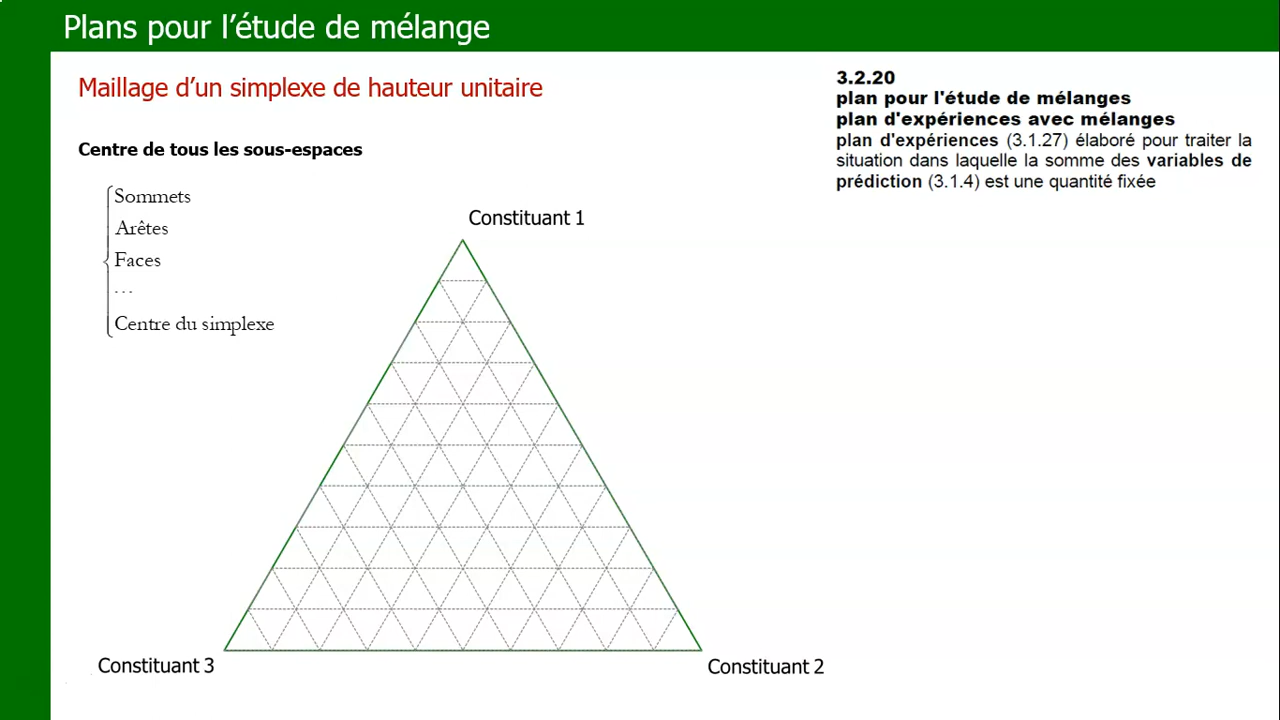 Plans pour l’étude de mélange
Maillage d’un simplexe de hauteur unitaire
Centre de tous les sous-espaces
Sommets
Arêtes
Faces
...
Centre du simplexe
3.2.20
plan pour l'étude de mélanges
plan d'expériences avec mélanges
plan d'expériences (3.1.27) élaboré pour traiter la
situation dans laquelle la somme des variables de
prédiction (3.1.4) est une quantité fixée
Constituant 1
Constituant 3
Constituant 2